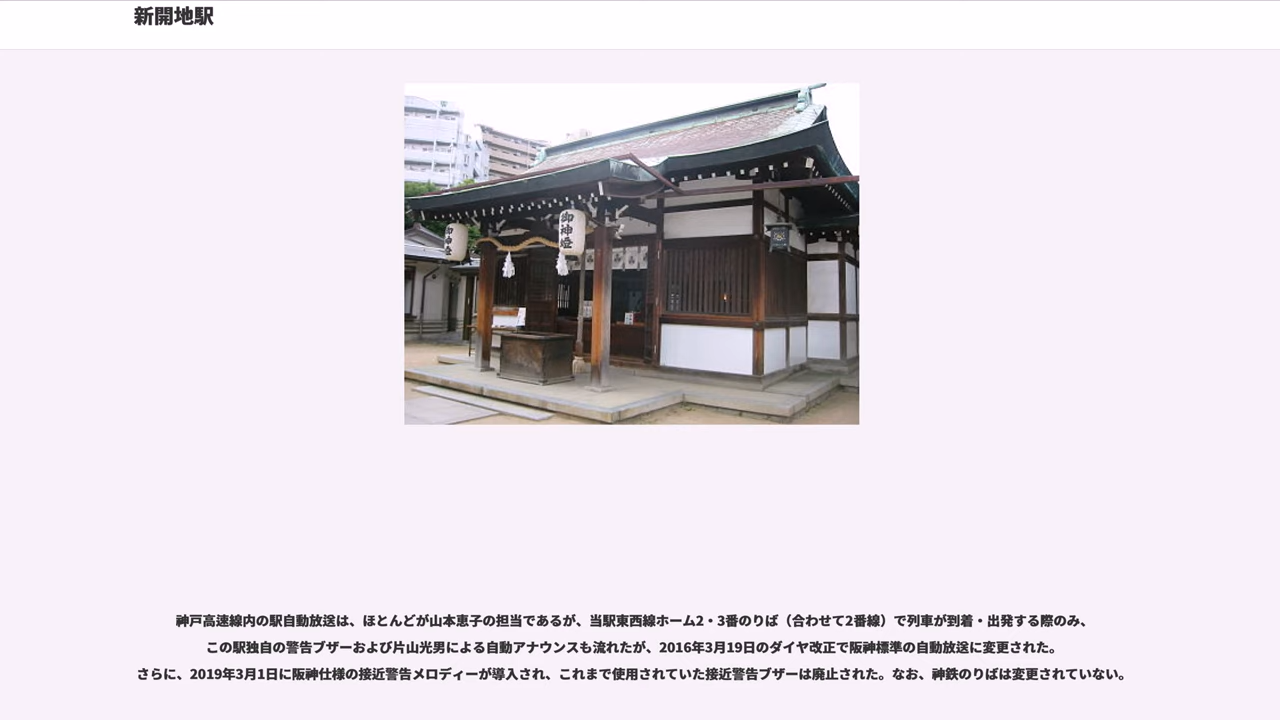 新開地駅
御神燈
御神燈
神戸高速線内の駅自動放送は、ほとんどが山本恵子の担当であるが、当駅東西線ホーム2・3番のりば（合わせて2番線）で列車が到着・出発する際のみ、
この駅独自の警告ブザーおよび片山光男による自動アナウンスも流れたが、2016年3月19日のダイヤ改正で阪神標準の自動放送に変更された。
さらに、2019年3月1日に阪神仕様の接近警告メロディーが導入され、これまで使用されていた接近警告ブザーは廃止された。なお、神鉄のりばは変更されていない。